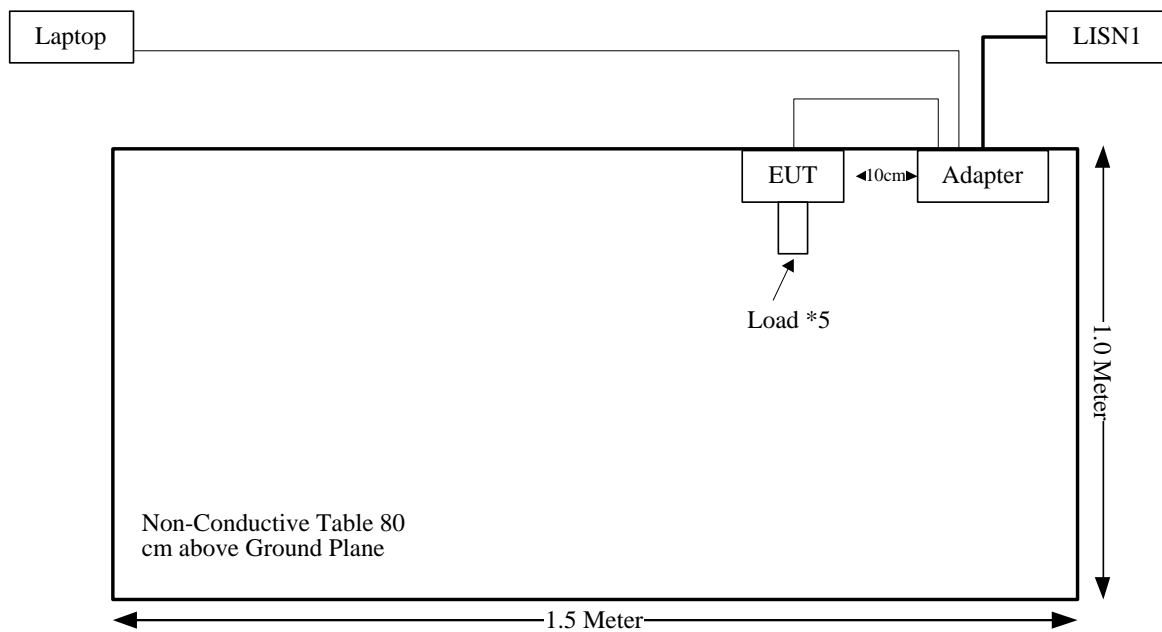 Laptop
LISN1
EUT
10cm
Adapter
Load *5
1.0 Meter
Non-Conductive Table 80
cm above Ground Plane
1.5 Meter